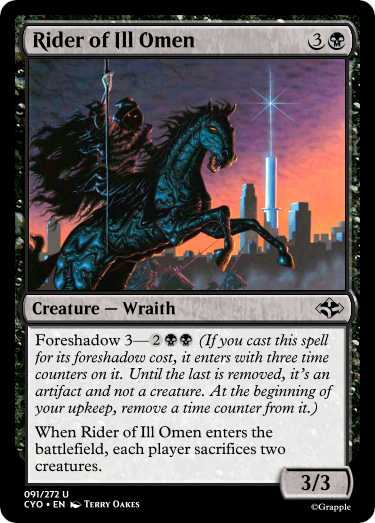 Rider of Ill Omen 3
Creature — Wraith
Foreshadow 3—2 (If you cast this spell
for its foreshadow cost, it enters with three time
counters on it. Until the last is removed, it's an
artifact and not a creature. At the beginning of
your upkeep, remove a time counter from it.)
When Rider of Ill Omen enters the
battlefield, each player sacrifices two
creatures.
3/3
091/272 U
CYO • EN Terry Oakes
©Grapple